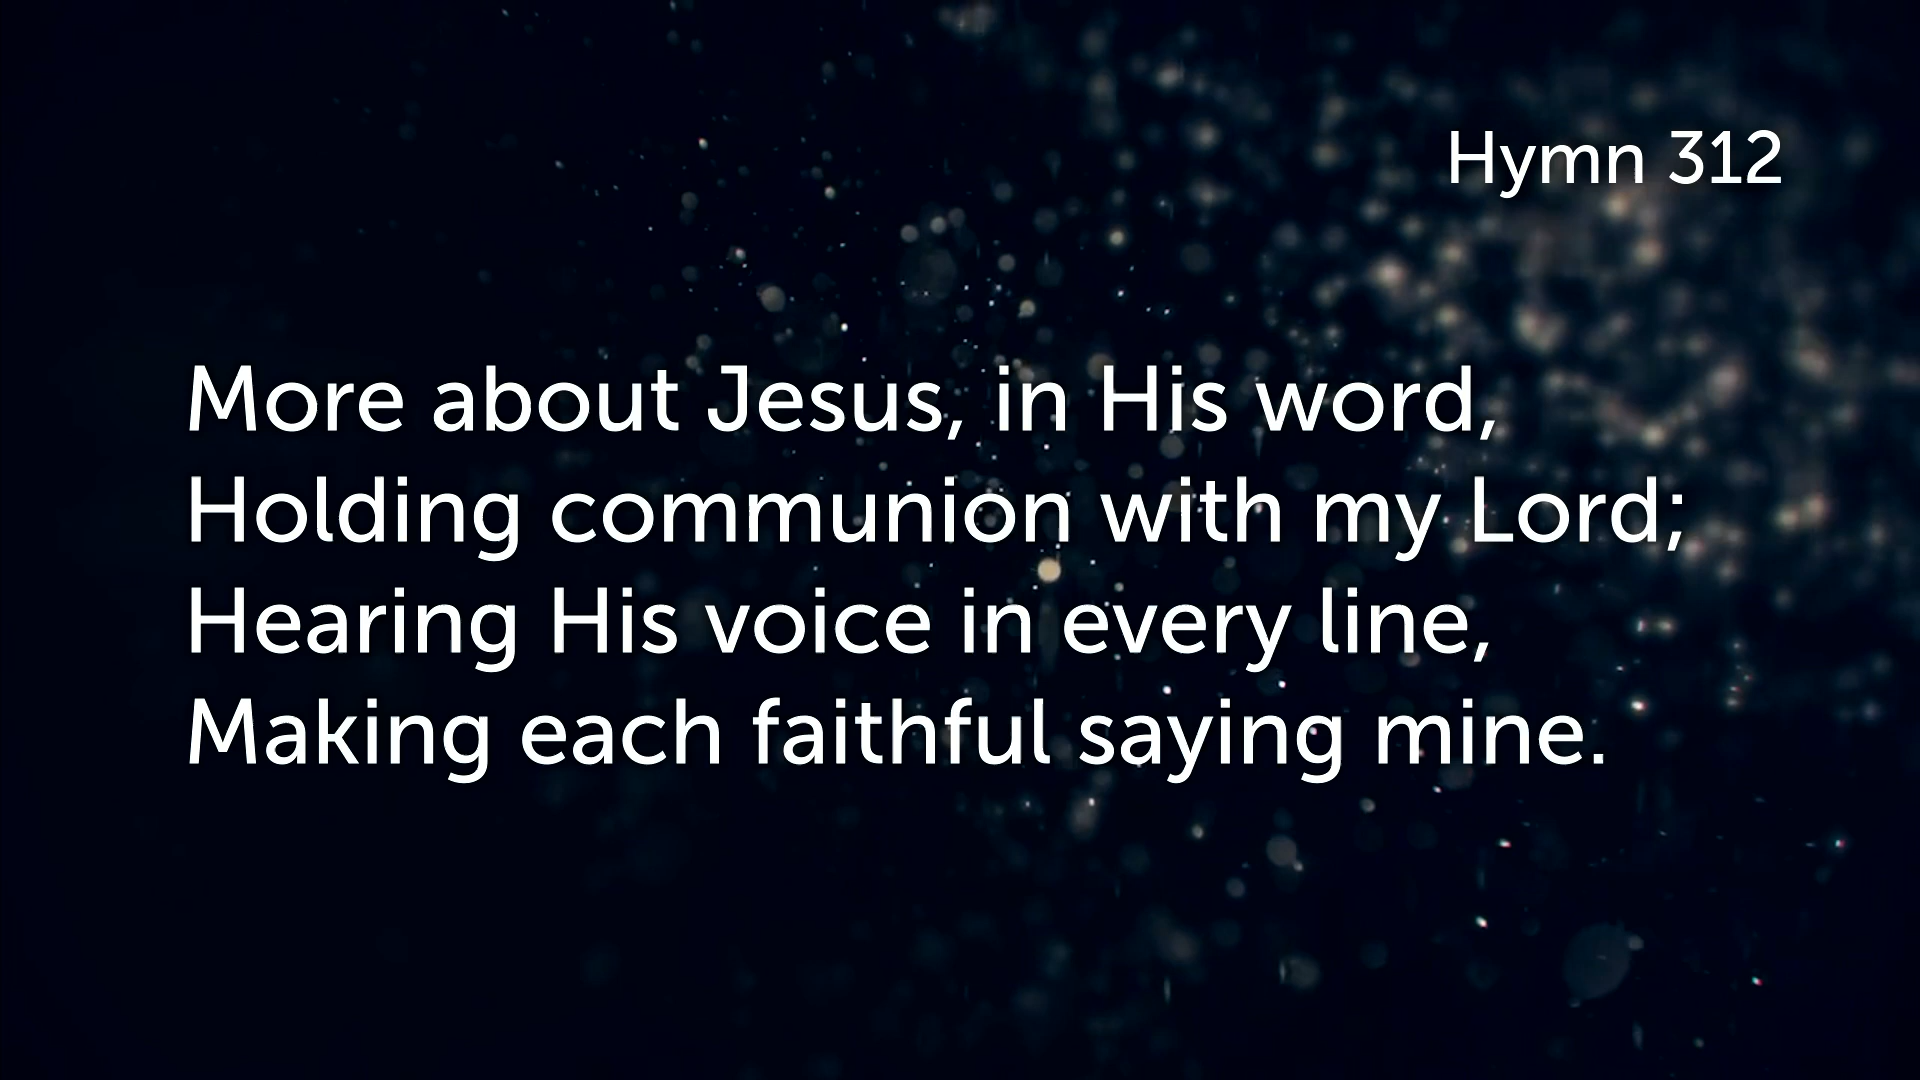 Hymn 312
More about Jesus, in His word,
Holding communion with my Lord;
Hearing His voice in every line,
Making each faithful saying mine.